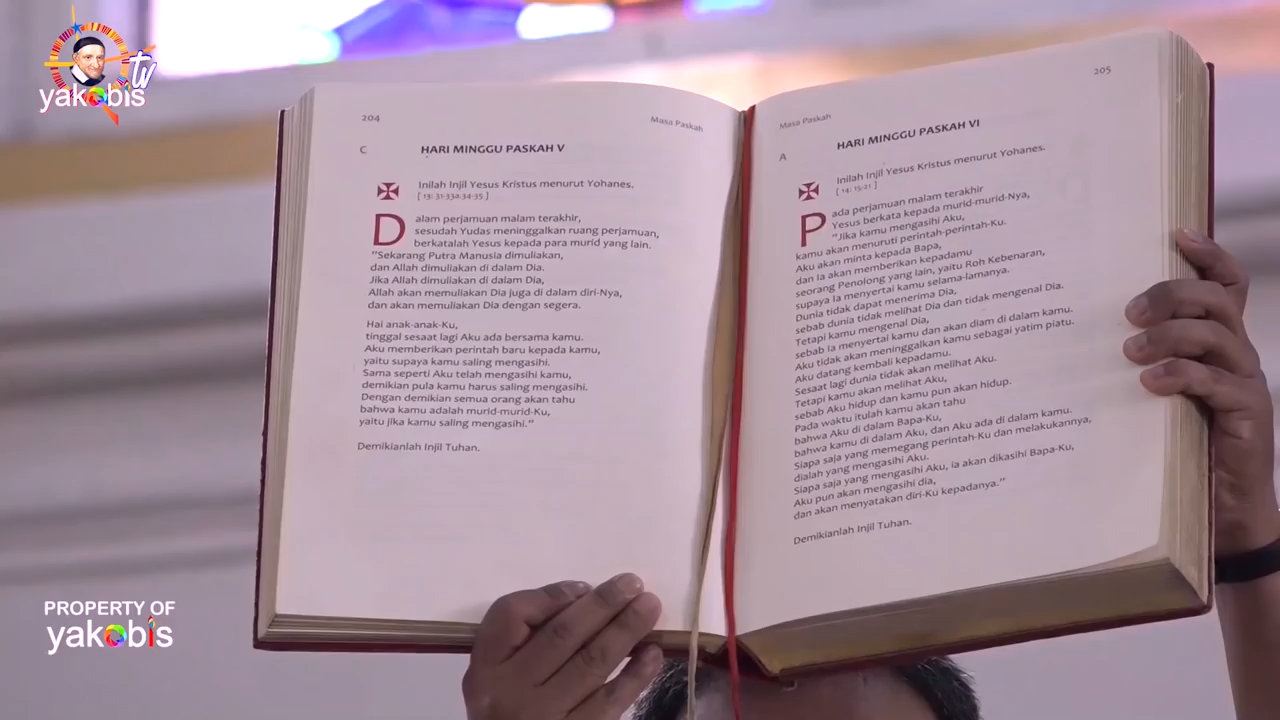 yakobis tv
204
Masa Paskah
C
HARI MINGGU PASKAH V
Inilah Injil Yesus Kristus menurut Yohanes.
[ 13: 31-33a.34-35 ]
Dalam perjamuan malam terakhir,
sesudah Yudas meninggalkan ruang perjamuan,
berkatalah Yesus kepada para murid yang lain.
"Sekarang Putra Manusia dimuliakan,
dan Allah dimuliakan di dalam Dia.
Jika Allah dimuliakan di dalam Dia,
Allah akan memuliakan Dia juga di dalam diri-Nya,
dan akan memuliakan Dia dengan segera.
Hai anak-anak-Ku,
tinggal sesaat lagi Aku ada bersama kamu.
Aku memberikan perintah baru kepada kamu,
yaitu supaya kamu saling mengasihi.
Sama seperti Aku telah mengasihi kamu,
demikian pula kamu harus saling mengasihi.
Dengan demikian semua orang akan tahu
bahwa kamu adalah murid-murid-Ku,
yaitu jika kamu saling mengasihi."
Demikianlah Injil Tuhan.
205
Masa Paskah
A
HARI MINGGU PASKAH VI
Inilah Injil Yesus Kristus menurut Yohanes.
[ 14: 15-21 ]
Pada perjamuan malam terakhir
Yesus berkata kepada murid-murid-Nya,
"Jika kamu mengasihi Aku,
kamu akan menuruti perintah-perintah-Ku.
Aku akan minta kepada Bapa,
dan Ia akan memberikan kepadamu
seorang Penolong yang lain, yaitu Roh Kebenaran,
supaya Ia menyertai kamu selama-lamanya.
Dunia tidak dapat menerima Dia,
sebab dunia tidak melihat Dia dan tidak mengenal Dia.
Tetapi kamu mengenal Dia,
sebab Ia menyertai kamu dan akan diam di dalam kamu.
Aku tidak akan meninggalkan kamu sebagai yatim piatu.
Aku datang kembali kepadamu.
Sesaat lagi dunia tidak akan melihat Aku.
Tetapi kamu akan melihat Aku,
sebab Aku hidup dan kamu pun akan hidup.
Pada waktu itulah kamu akan tahu
bahwa Aku di dalam Bapa-Ku,
bahwa kamu di dalam Aku, dan Aku ada di dalam kamu.
Siapa saja yang memegang perintah-Ku dan melakukannya,
dialah yang mengasihi Aku.
Siapa saja yang mengasihi Aku, ia akan dikasihi Bapa-Ku,
Aku pun akan mengasihi dia,
dan akan menyatakan diri-Ku kepadanya."
Demikianlah Injil Tuhan.
PROPERTY OF
yakobis